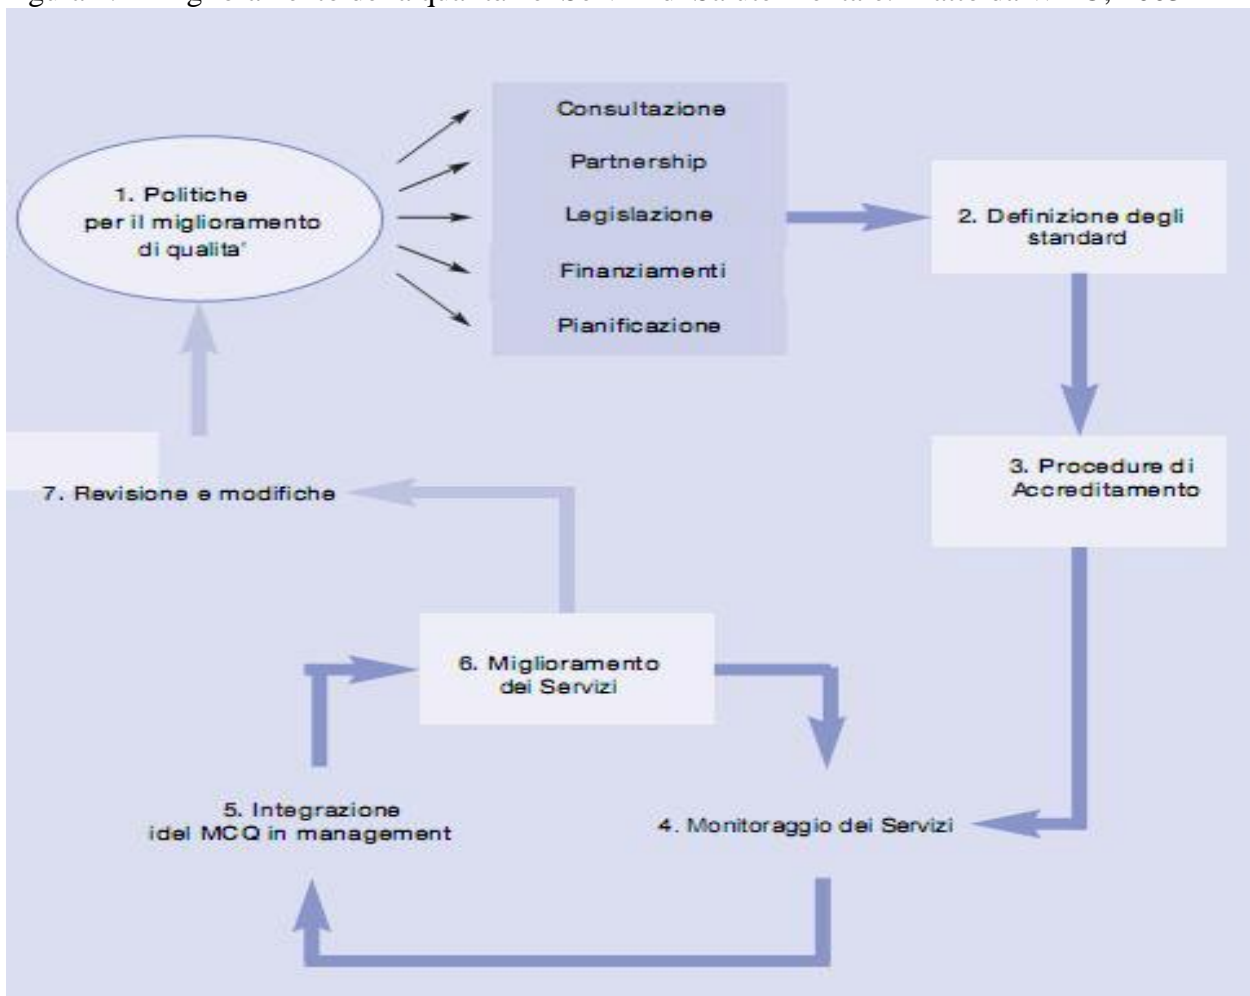 Consultazione
Partnership
Legislazione
Finanziamenti
Pianificazione
1. Politiche
per il miglioramento
di qualita'
2. Definizione degli
standard
3. Procedure di
Accreditamento
4. Monitoraggio dei Servizi
5. Integrazione
idel MCQ in management
6. Miglioramento
dei Servizi
7. Revisione e modifiche